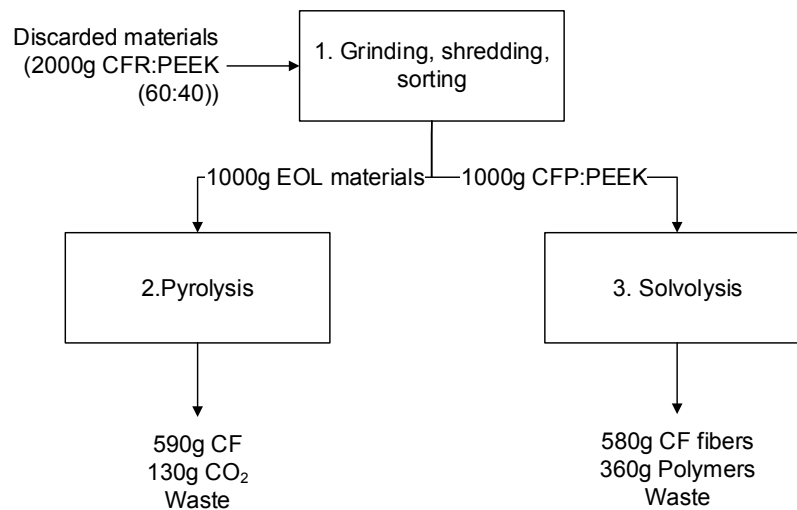 Discarded materials
(2000g CFR:PEEK
(60:40))
1. Grinding, shredding,
sorting
1000g EOL materials
1000g CFP:PEEK
2.Pyrolysis
3. Solvolysis
590g CF
130g CO₂
Waste
580g CF fibers
360g Polymers
Waste